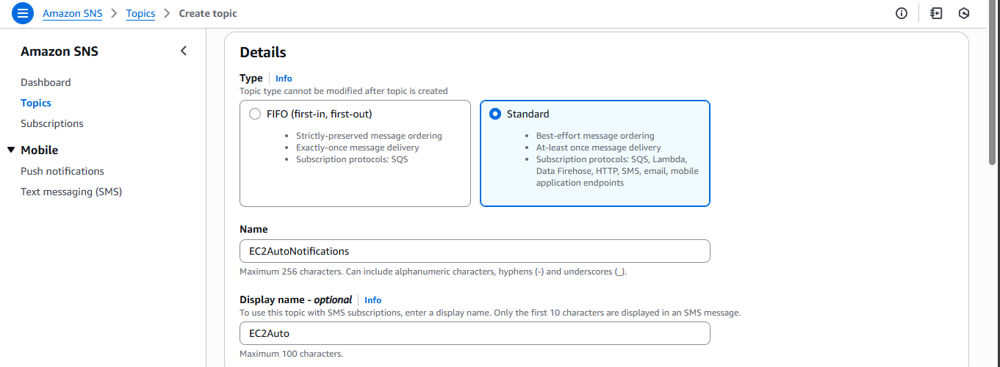 Amazon SNS > Topics > Create topic
Amazon SNS
Dashboard
Topics
Subscriptions
Mobile
Push notifications
Text messaging (SMS)
Details
Type | Info
Topic type cannot be modified after topic is created
FIFO (first-in, first-out)
• Strictly-preserved message ordering
• Exactly-once message delivery
• Subscription protocols: SQS
Standard
• Best-effort message ordering
• At-least once message delivery
• Subscription protocols: SQS, Lambda,
Data Firehose, HTTP, SMS, email, mobile
application endpoints
Name
EC2AutoNotifications
Maximum 256 characters. Can include alphanumeric characters, hyphens (-) and underscores (_).
Display name - optional | Info
To use this topic with SMS subscriptions, enter a display name. Only the first 10 characters are displayed in an SMS message.
EC2Auto
Maximum 100 characters.